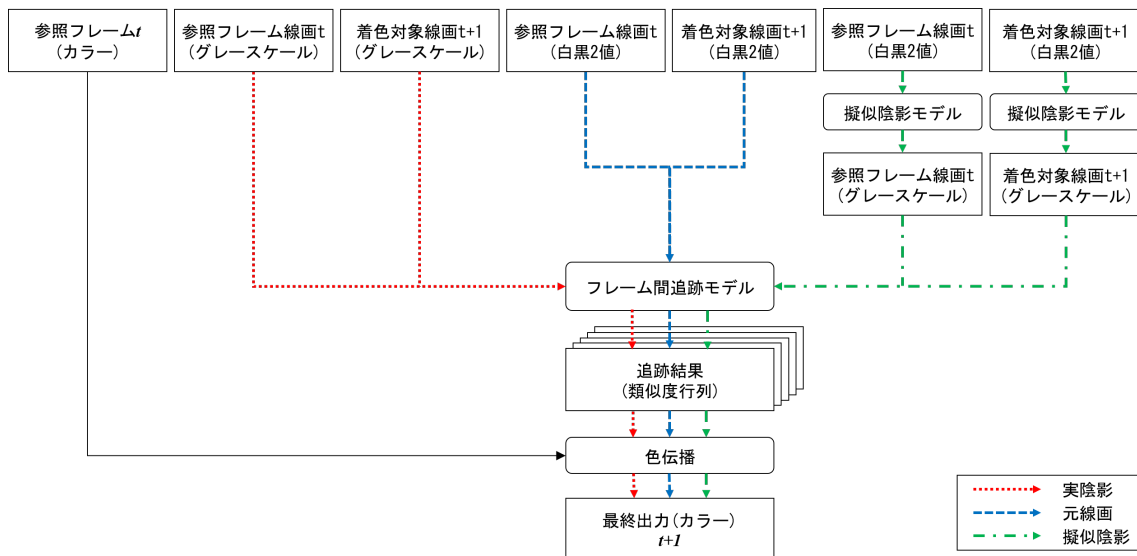 参照フレームt
(カラー)
参照フレーム線画t
(グレースケール)
着色対象線画t+1
(グレースケール)
参照フレーム線画t
(白黒2値)
着色対象線画t+1
(白黒2値)
参照フレーム線画t
(白黒2値)
着色対象線画t+1
(白黒2値)
擬似陰影モデル
擬似陰影モデル
参照フレーム線画t
(グレースケール)
着色対象線画t+1
(グレースケール)
フレーム間追跡モデル
追跡結果
(類似度行列)
色伝播
最終出力(カラー)
t+1
実陰影
元線画
擬似陰影